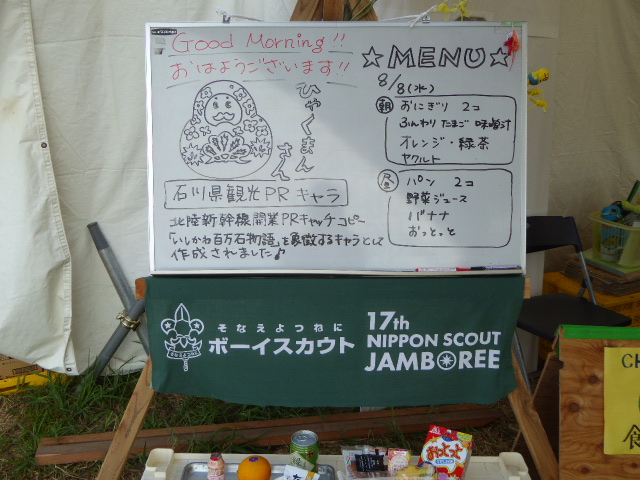 Good Morning!!
おはようございます!!
ひゃくまん
さん
石川県観光PRキャラ
北陸新幹線開業PRキャッチコピー
「いしかわ百万石物語」を象徴するキャラとして
作成されました♪
☆MENU☆
8/8(水)
朝 おにぎり 2コ
ふんわりたまご味噌汁
オレンジ・緑茶
ヤクルト
昼 パン 2コ
野菜ジュース
バナナ
おっとっと
そなえよつねに
ボーイスカウト
17th
NIPPON SCOUT
JAMBOREE
おっとっと
CH
食